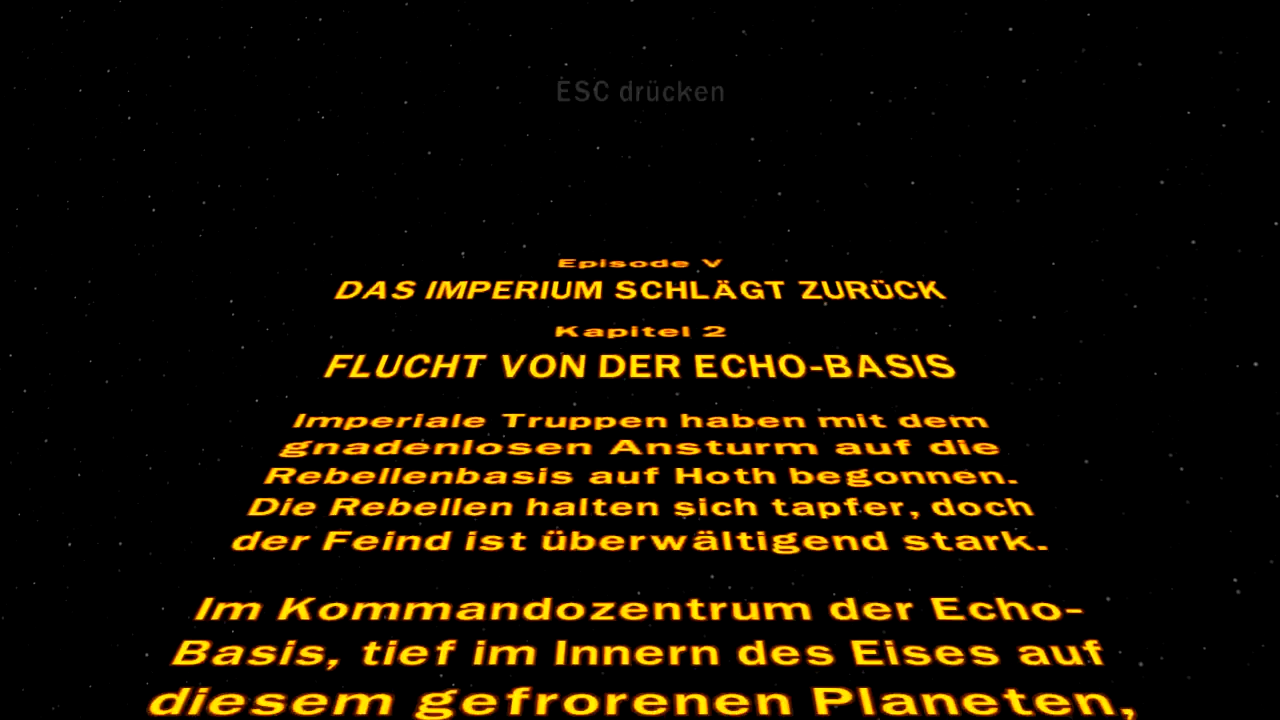 ESC drücken
Episode V
DAS IMPERIUM SCHLÄGT ZURÜCK
Kapitel 2
FLUCHT VON DER ECHO-BASIS
Imperiale Truppen haben mit dem
gnadenlosen Ansturm auf die
Rebellenbasis auf Hoth begonnen.
Die Rebellen halten sich tapfer, doch
der Feind ist überwältigend stark.
Im Kommandozentrum der Echo-
Basis, tief im Innern des Eises auf
diesem gefrorenen Planeten,